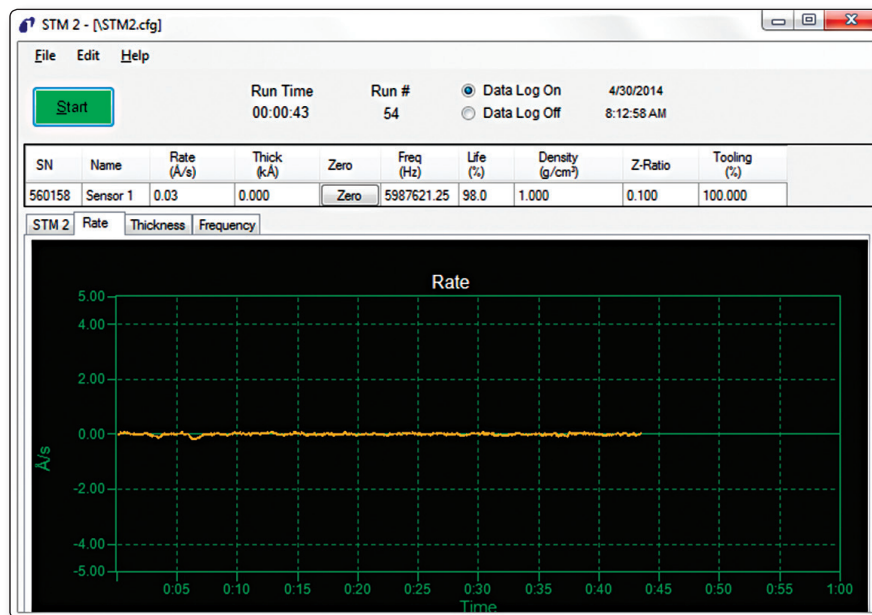 STM 2 - [\STM2.cfg]
File Edit Help
Start
Run Time Run # Data Log On 4/30/2014
00:00:43 54 Data Log Off 8:12:58 AM
SN Name Rate (Å/s) Thick (kÅ) Zero Freq (Hz) Life (%) Density (g/cm³) Z-Ratio Tooling (%)
560158 Sensor 1 0.03 0.000 Zero 5987621.25 98.0 1.000 0.100 100.000
STM 2 Rate Thickness Frequency
Rate
5.00
4.00
2.00
0.00
-2.00
-4.00
-5.00
Å/s
0:05 0:10 0:15 0:20 0:25 0:30 0:35 0:40 0:45 0:50 0:55 1:00
Time